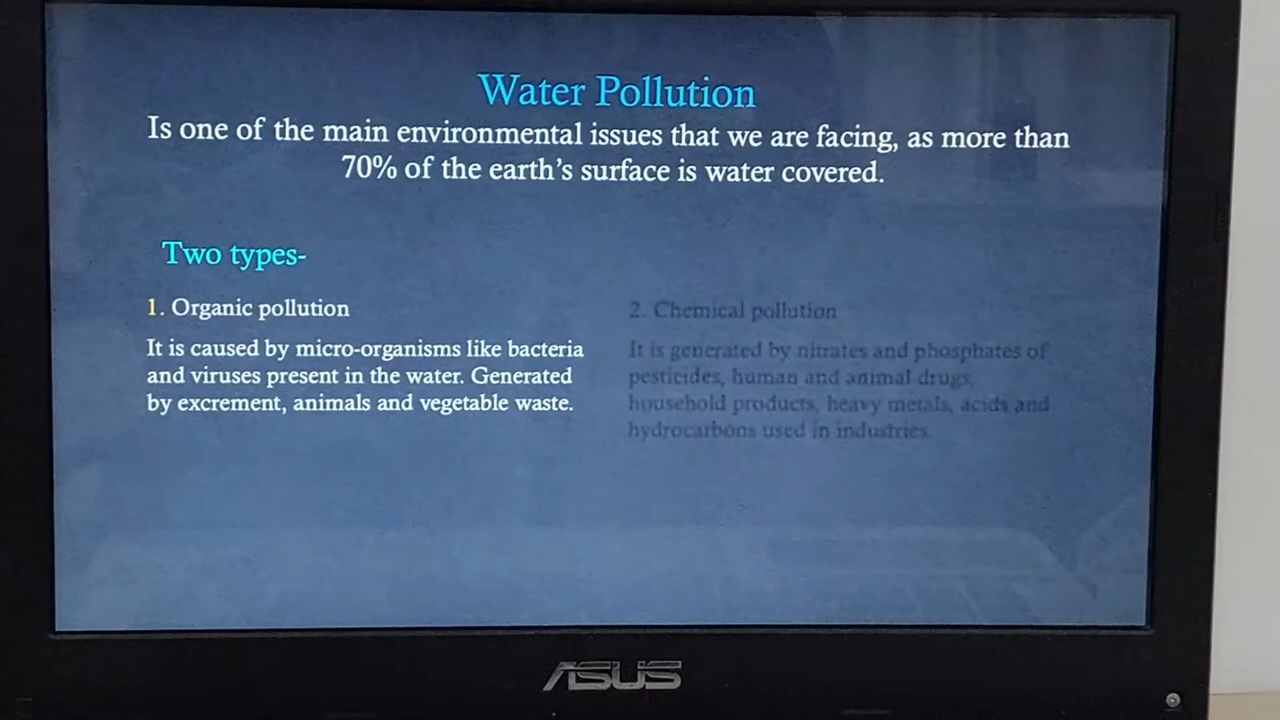 Water Pollution
Is one of the main environmental issues that we are facing, as more than
70% of the earth's surface is water covered.
Two types-
1. Organic pollution
It is caused by micro-organisms like bacteria
and viruses present in the water. Generated
by excrement, animals and vegetable waste.
2. Chemical pollution
It is generated by nitrates and phosphates of
pesticides, human and animal drugs,
household products, heavy metals, acids and
hydrocarbons used in industries.
ASUS